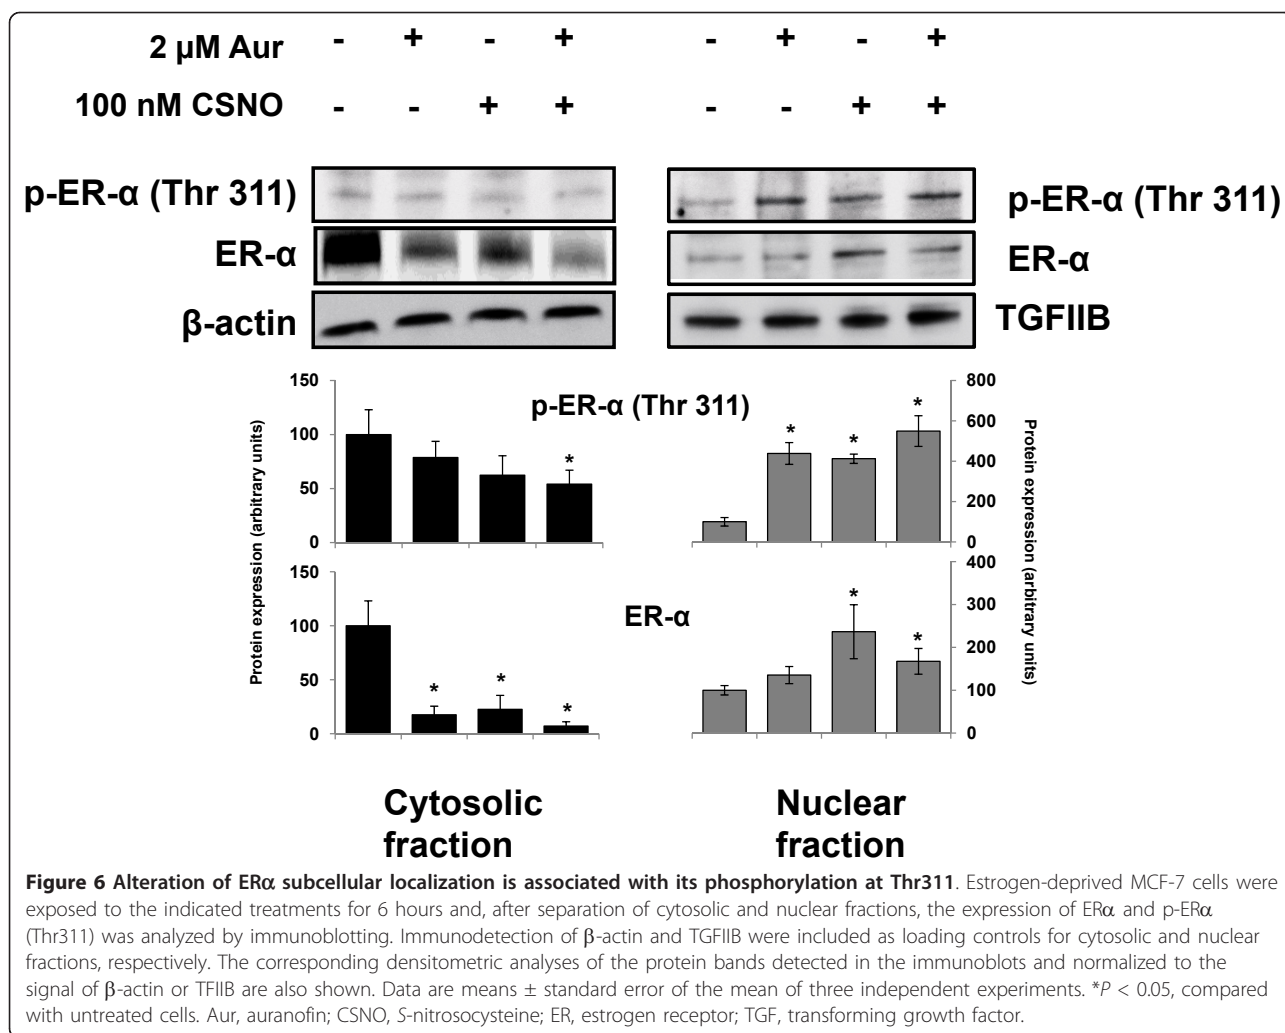 2 µM Aur - + - + - + - +
100 nM CSNO - - + + - - + +
p-ER-α (Thr 311) p-ER-α (Thr 311)
ER-α ER-α
β-actin TGFIIB
p-ER-α (Thr 311)
Protein expression (arbitrary units)
150
100
50
0
* * * *
800
600
400
200
0
Protein expression (arbitrary units)
ER-α
150
100
50
0
* * * * *
400
300
200
100
0
Cytosolic fraction
Nuclear fraction
Figure 6 Alteration of ERα subcellular localization is associated with its phosphorylation at Thr311. Estrogen-deprived MCF-7 cells were
exposed to the indicated treatments for 6 hours and, after separation of cytosolic and nuclear fractions, the expression of ERα and p-ERα
(Thr311) was analyzed by immunoblotting. Immunodetection of β-actin and TGFIIB were included as loading controls for cytosolic and nuclear
fractions, respectively. The corresponding densitometric analyses of the protein bands detected in the immunoblots and normalized to the
signal of β-actin or TFIIB are also shown. Data are means ± standard error of the mean of three independent experiments. *P < 0.05, compared
with untreated cells. Aur, auranofin; CSNO, S-nitrosocysteine; ER, estrogen receptor; TGF, transforming growth factor.